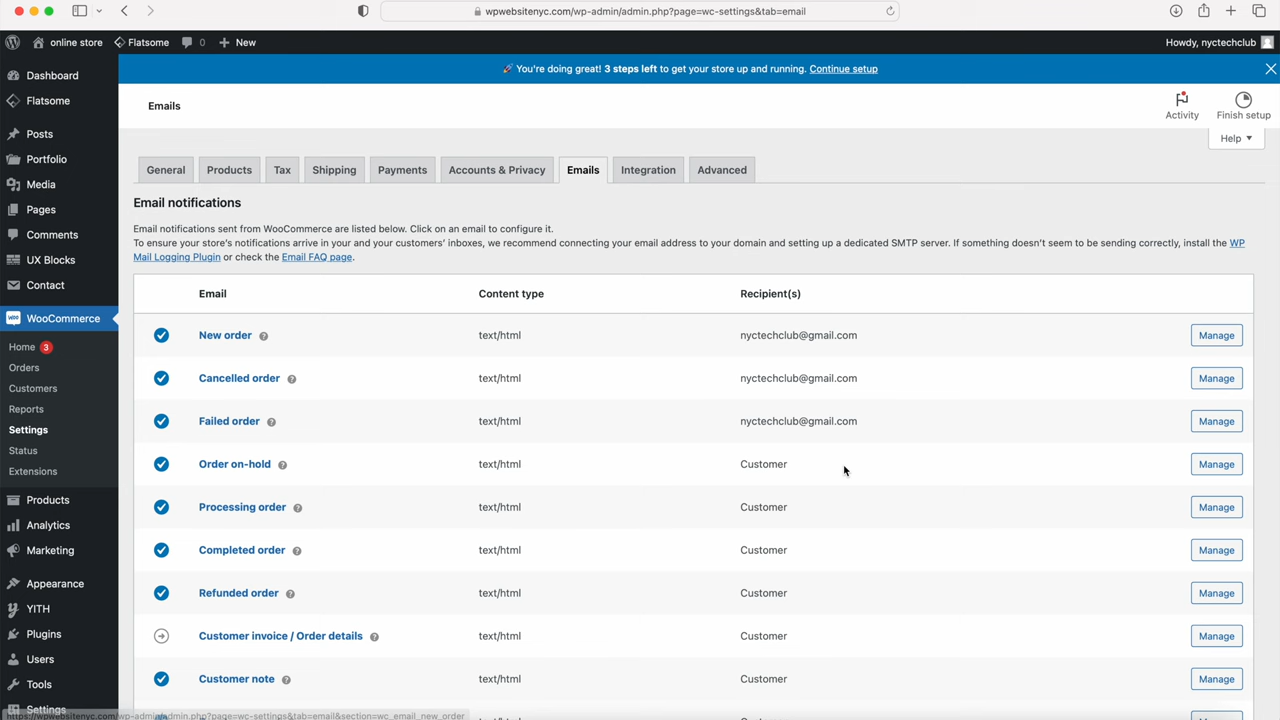 wpwebsitenyc.com/wp-admin/admin.php?page=wc-settings&tab=email
online store
Flatsome
0
New
Howdy, nyctechclub
Dashboard
Flatsome
Posts
Portfolio
Media
Pages
Comments
UX Blocks
Contact
WooCommerce
Home 3
Orders
Customers
Reports
Settings
Status
Extensions
Products
Analytics
Marketing
Appearance
YITH
Plugins
Users
Tools
Settings
🚀 You're doing great! 3 steps left to get your store up and running. Continue setup
Emails
Activity
Finish setup
Help
General
Products
Tax
Shipping
Payments
Accounts & Privacy
Emails
Integration
Advanced
Email notifications
Email notifications sent from WooCommerce are listed below. Click on an email to configure it.
To ensure your store's notifications arrive in your and your customers' inboxes, we recommend connecting your email address to your domain and setting up a dedicated SMTP server. If something doesn't seem to be sending correctly, install the WP
Mail Logging Plugin or check the Email FAQ page.
Email Content type Recipient(s)
New order text/html nyctechclub@gmail.com Manage
Cancelled order text/html nyctechclub@gmail.com Manage
Failed order text/html nyctechclub@gmail.com Manage
Order on-hold text/html Customer Manage
Processing order text/html Customer Manage
Completed order text/html Customer Manage
Refunded order text/html Customer Manage
Customer invoice / Order details text/html Customer Manage
Customer note text/html Customer Manage
https://wpwebsitenyc.com/wp-admin/admin.php?page=wc-settings&tab=email&section=wc_email_new_order